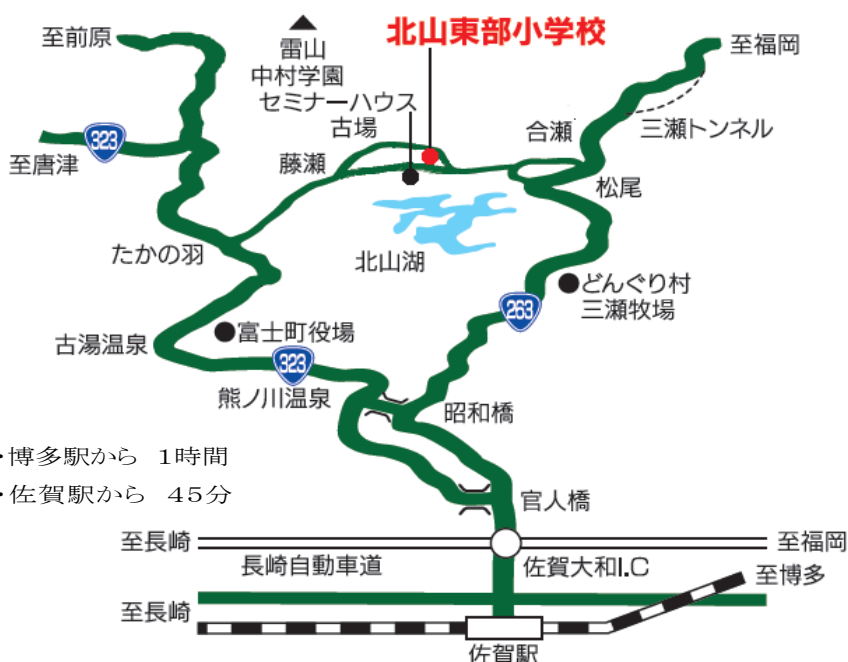 至前原
雷山
中村学園
セミナーハウス
北山東部小学校
至福岡
323
至唐津
古場
藤瀬
合瀬
三瀬トンネル
松尾
たかの羽
北山湖
どんぐり村
三瀬牧場
263
古湯温泉
富士町役場
323
熊ノ川温泉
昭和橋
・博多駅から 1時間
・佐賀駅から 45分
官人橋
至長崎
長崎自動車道
佐賀大和I.C
至福岡
至博多
至長崎
佐賀駅